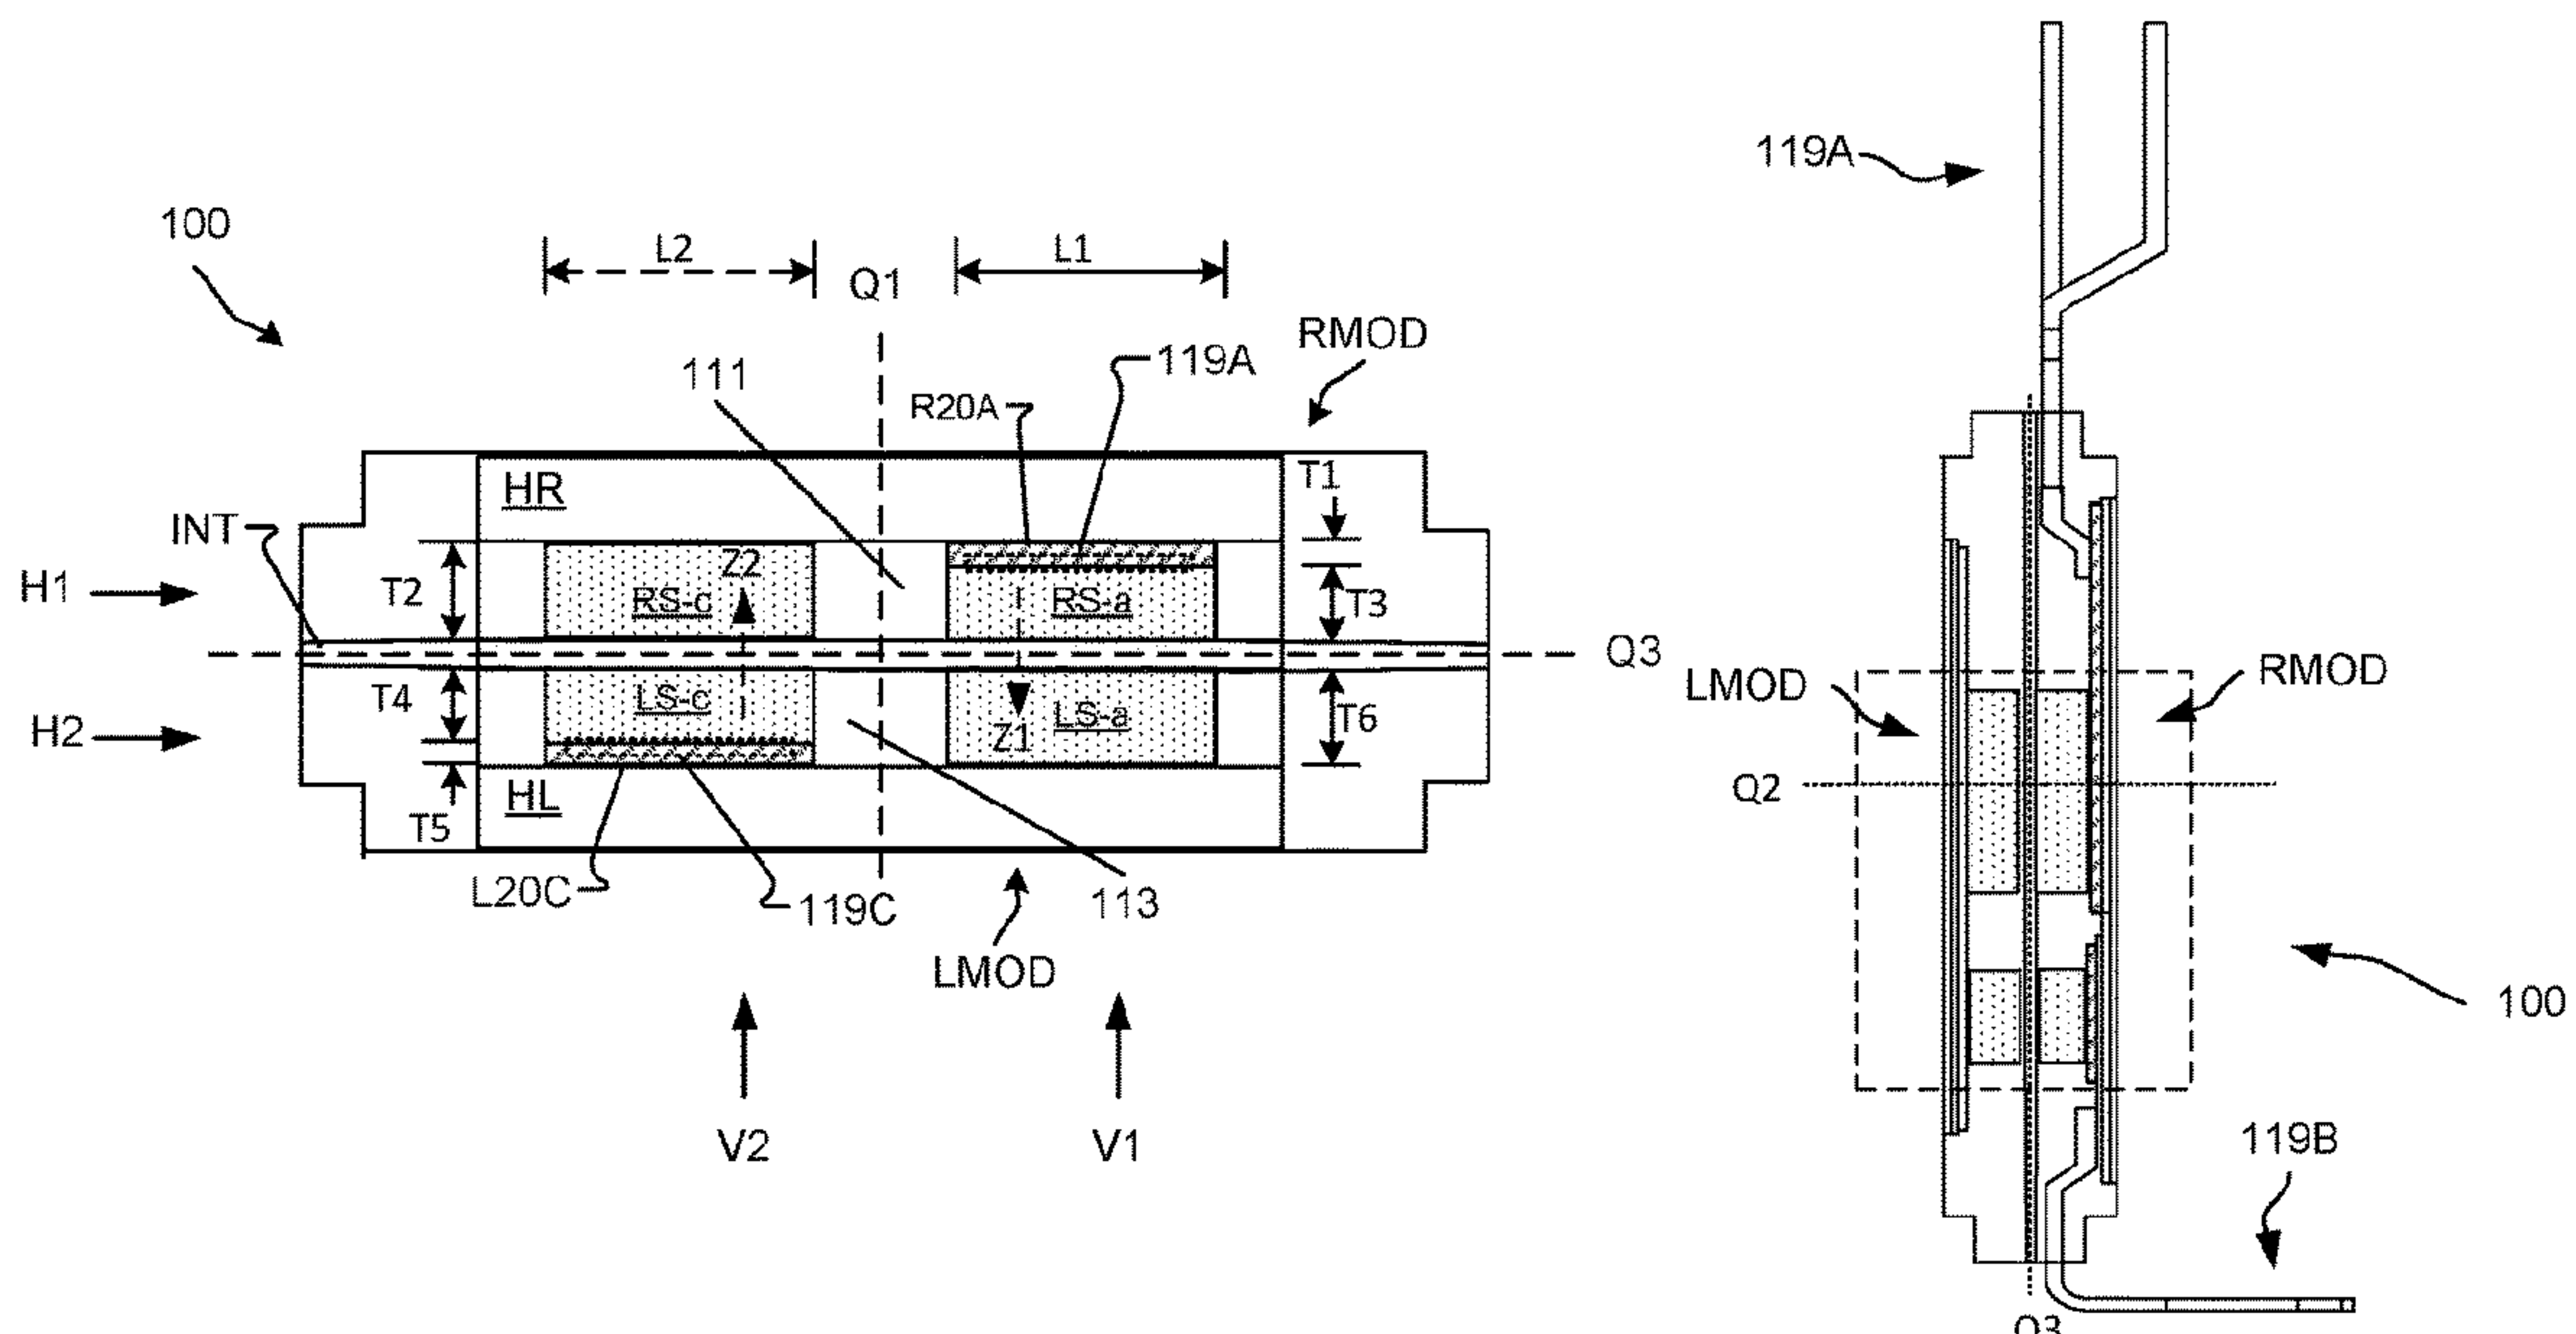 100
L2
Q1
L1
RMOD
111
119A
R20A
HR
T1
INT
H1
T2
Z2
RS-c
RS-a
T3
Q3
T4
LS-c
Z1
LS-a
T6
H2
HL
T5
L20C
119C
113
LMOD
V2
V1
119A
LMOD
RMOD
Q2
100
119B
Q3